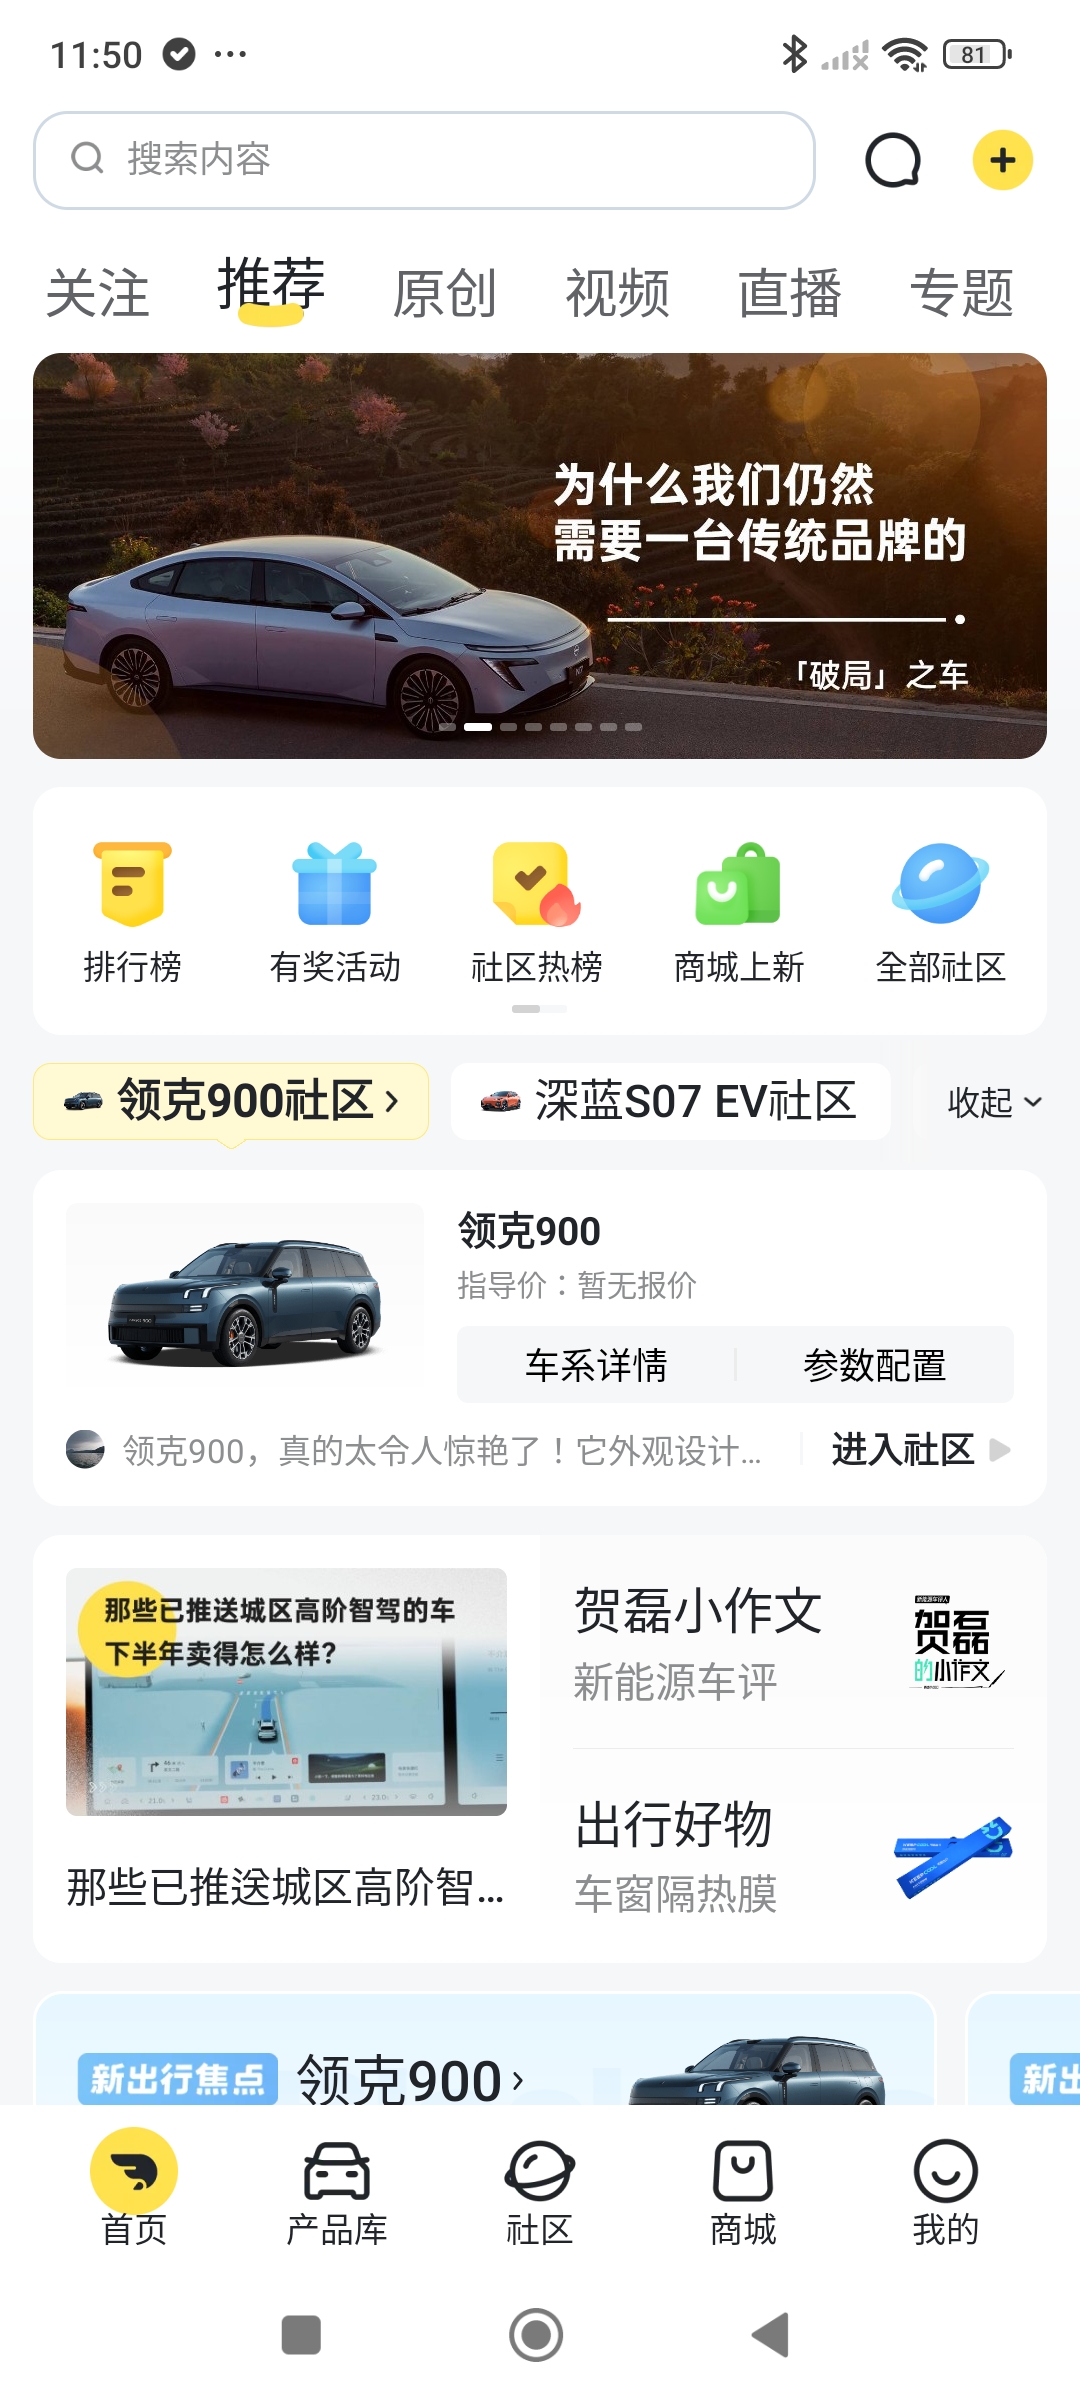 11:50
81
搜索内容
关注 推荐 原创 视频 直播 专题
为什么我们仍然
需要一台传统品牌的
「破局」之车
排行榜 有奖活动 社区热榜 商城上新 全部社区
领克900社区
深蓝S07 EV社区
收起
领克900
指导价：暂无报价
车系详情 参数配置
领克900，真的太令人惊艳了！它外观设计...
进入社区
那些已推送城区高阶智驾的车
下半年卖得怎么样?
那些已推送城区高阶智...
贺磊小作文
新能源车评
贺磊
的小作文
出行好物
车窗隔热膜
新出行焦点
领克900
新出
首页 产品库 社区 商城 我的